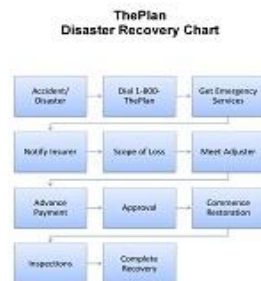 ThePlan
Disaster Recovery Chart
Accident/
Disaster
Dial 1-800-
ThePlan
Get Emergency
Services
Notify Insurer
Scope of Loss
Meet Adjuster
Advance
Payment
Approval
Commence
Restoration
Inspections
Complete
Recovery